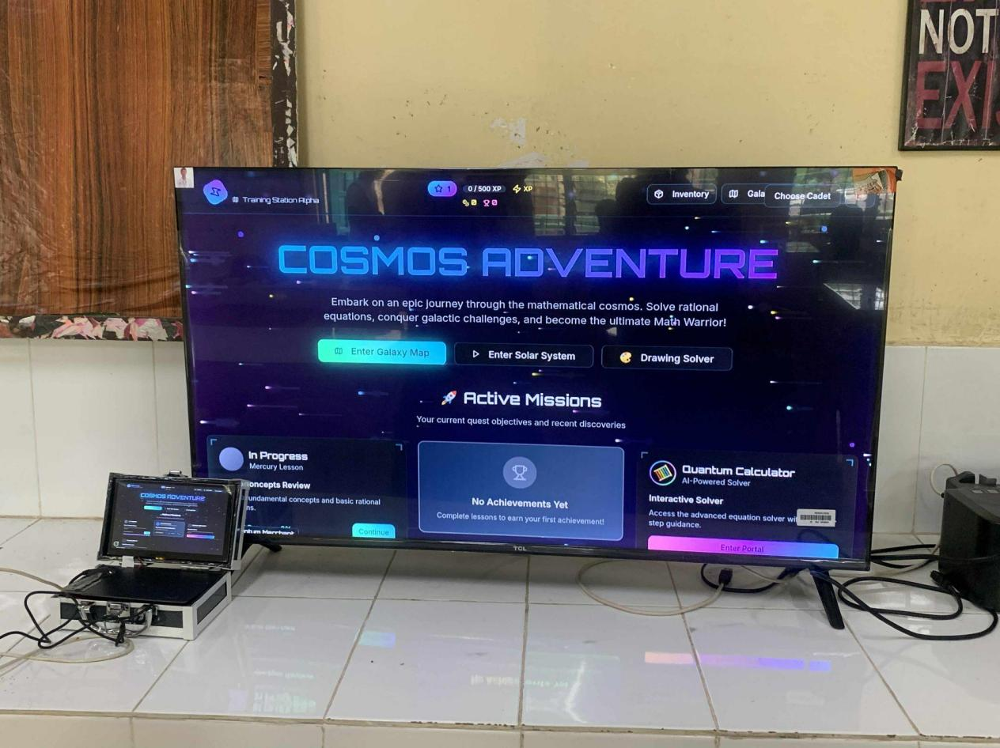 NOT
EXI
Training Station Alpha
1
0 / 500 XP
XP
0
0
Inventory
Gala
Choose Cadet
COSMOS ADVENTURE
Embark on an epic journey through the mathematical cosmos. Solve rational
equations, conquer galactic challenges, and become the ultimate Math Warrior!
Enter Galaxy Map
Enter Solar System
Drawing Solver
Active Missions
Your current quest objectives and recent discoveries
In Progress
Mercury Lesson
oncepts Review
undamental concepts and basic rational
ns.
Continue
No Achievements Yet
Complete lessons to earn your first achievement!
Quantum Calculator
AI-Powered Solver
Interactive Solver
Access the advanced equation solver wi
step guidance.
Enter Portal
TCL
COSMOS ADVENTURE